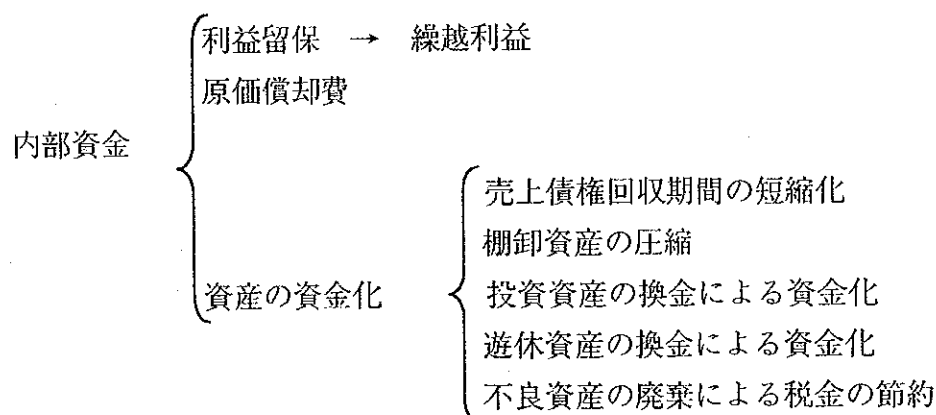 利益留保 → 繰越利益
原価償却費
内部資金
売上債権回収期間の短縮化
棚卸資産の圧縮
資産の資金化
投資資産の換金による資金化
遊休資産の換金による資金化
不良資産の廃棄による税金の節約